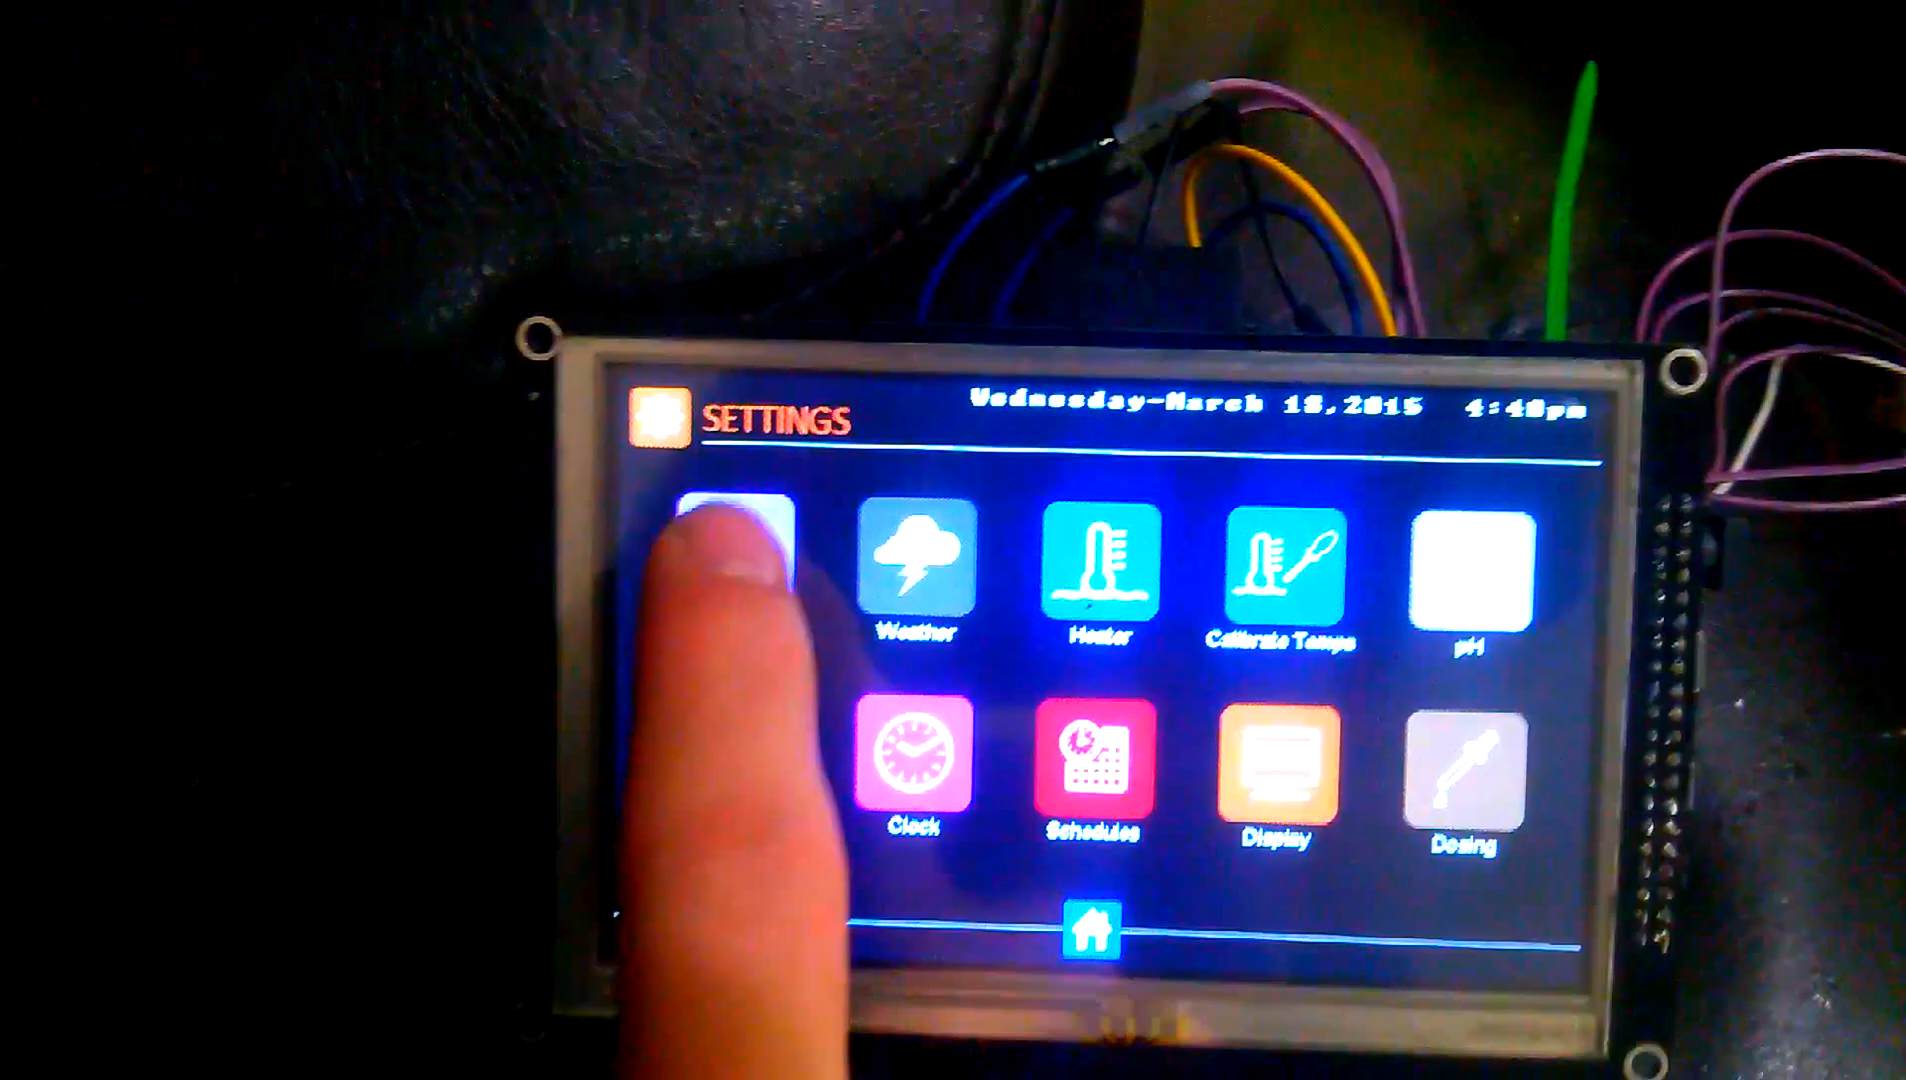 SETTINGS
Wednesday-March 18,2015 4:48pm
Weather
Heater
Calibrate Temps
pH
Clock
Schedules
Display
Dosing